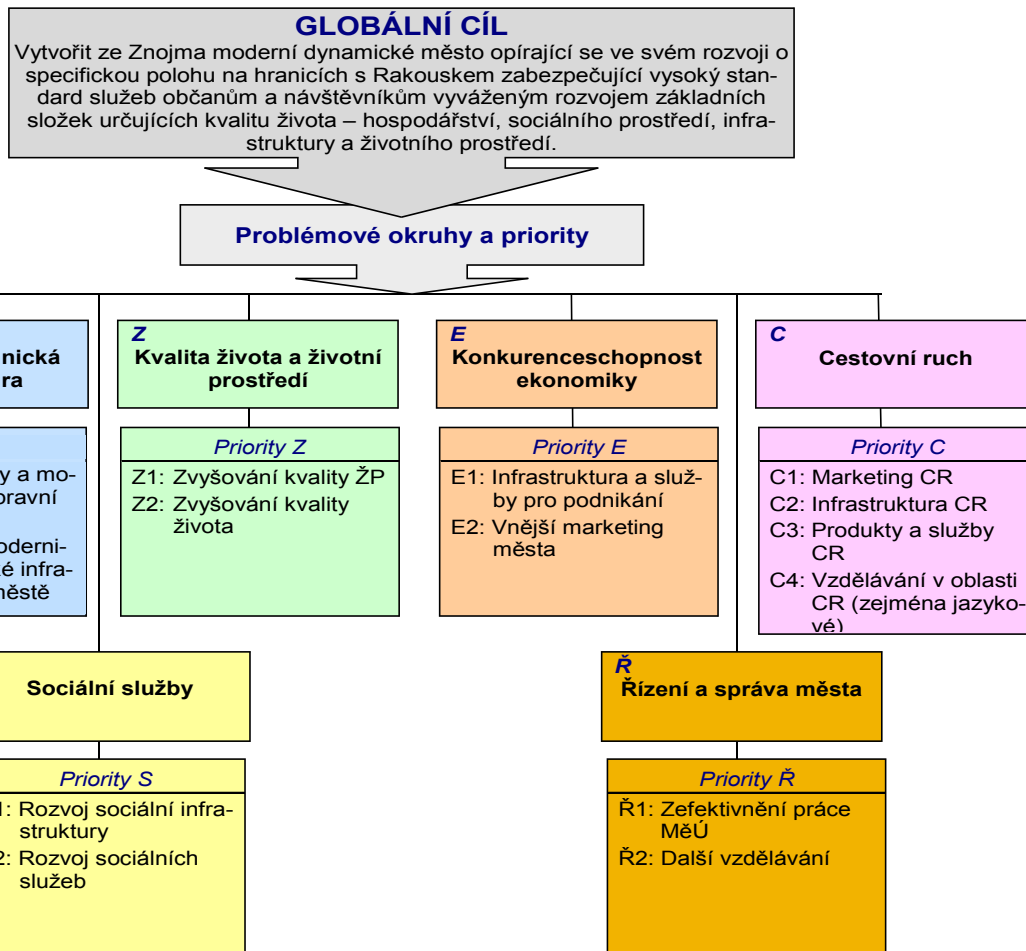 GLOBÁLNÍ CÍL
Vytvořit ze Znojma moderní dynamické město opírající se ve svém rozvoji o
specifickou polohu na hranicích s Rakouskem zabezpečující vysoký stan-
dard služeb občanům a návštěvníkům vyváženým rozvojem základních
složek určujících kvalitu života – hospodářství, sociálního prostředí, infra-
struktury a životního prostředí.
Problémové okruhy a priority
nická
ra
y a mo-
pravní
oderni-
ké infra-
městě
Z
Kvalita života a životní
prostředí
Priority Z
Z1: Zvyšování kvality ŽP
Z2: Zvyšování kvality
života
E
Konkurenceschopnost
ekonomiky
Priority E
E1: Infrastruktura a služ-
by pro podnikání
E2: Vnější marketing
města
C
Cestovní ruch
Priority C
C1: Marketing CR
C2: Infrastruktura CR
C3: Produkty a služby
CR
C4: Vzdělávání v oblasti
CR (zejména jazyko-
vé)
Sociální služby
Priority S
1: Rozvoj sociální infra-
struktury
2: Rozvoj sociálních
služeb
Ř
Řízení a správa města
Priority Ř
Ř1: Zefektivnění práce
MěÚ
Ř2: Další vzdělávání